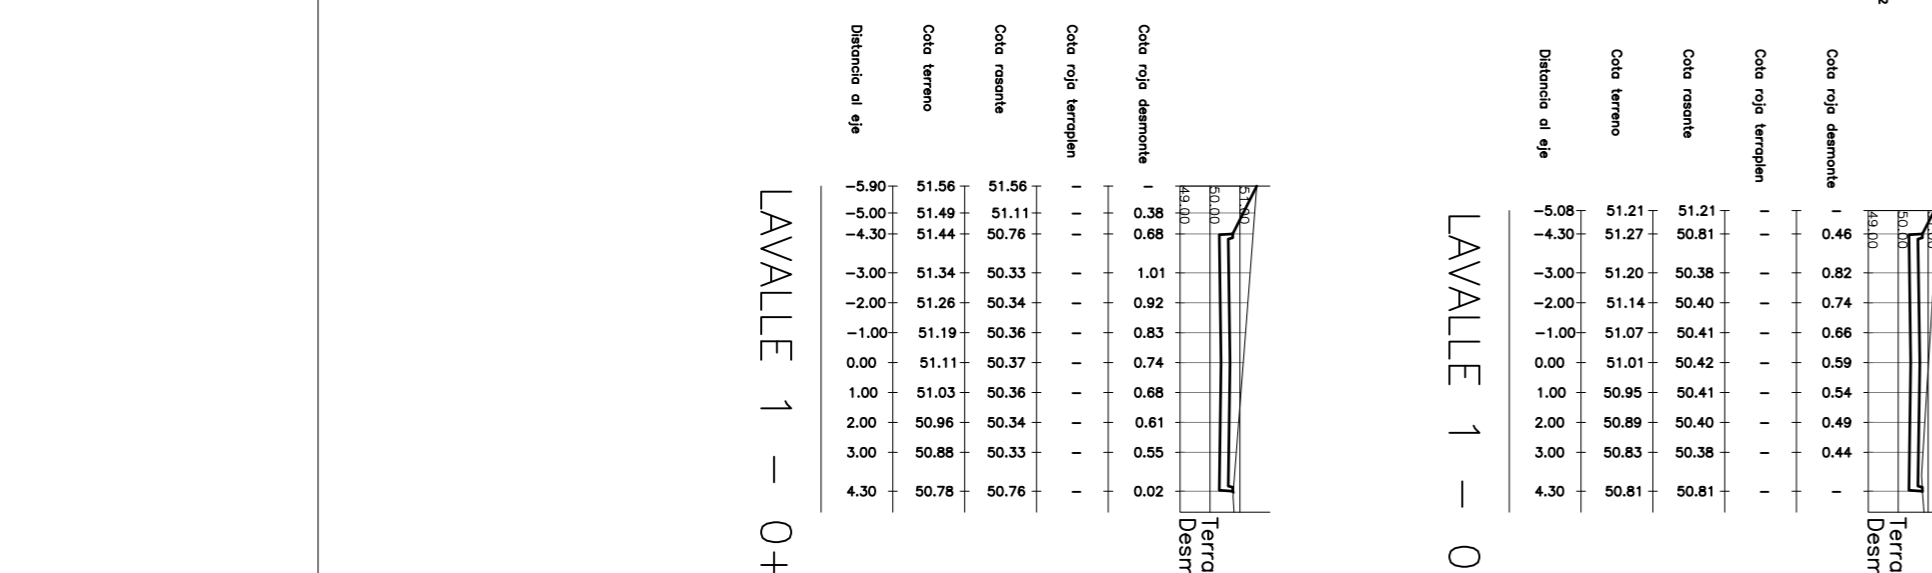 Distancia al eje
Cota terreno
Cota rasante
Cota roja terraplen
Cota roja desmonte
-5.90 51.56 51.56 - -
-5.00 51.49 51.11 - 0.38
-4.30 51.44 50.76 - 0.68
-3.00 51.34 50.33 - 1.01
-2.00 51.26 50.34 - 0.92
-1.00 51.19 50.36 - 0.83
0.00 51.11 50.37 - 0.74
1.00 51.03 50.36 - 0.68
2.00 50.96 50.34 - 0.61
3.00 50.88 50.33 - 0.55
4.30 50.78 50.76 - 0.02
51.00
50.00
49.00
Terra
Desm
LAVALLE 1 - 0+
Distancia al eje
Cota terreno
Cota rasante
Cota roja terraplen
Cota roja desmonte
-5.08 51.21 51.21 - -
-4.30 51.27 50.81 - 0.46
-3.00 51.20 50.38 - 0.82
-2.00 51.14 50.40 - 0.74
-1.00 51.07 50.41 - 0.66
0.00 51.01 50.42 - 0.59
1.00 50.95 50.41 - 0.54
2.00 50.89 50.40 - 0.49
3.00 50.83 50.38 - 0.44
4.30 50.81 50.81 - -
50.00
49.00
Terra
Desm
LAVALLE 1 - 0
2